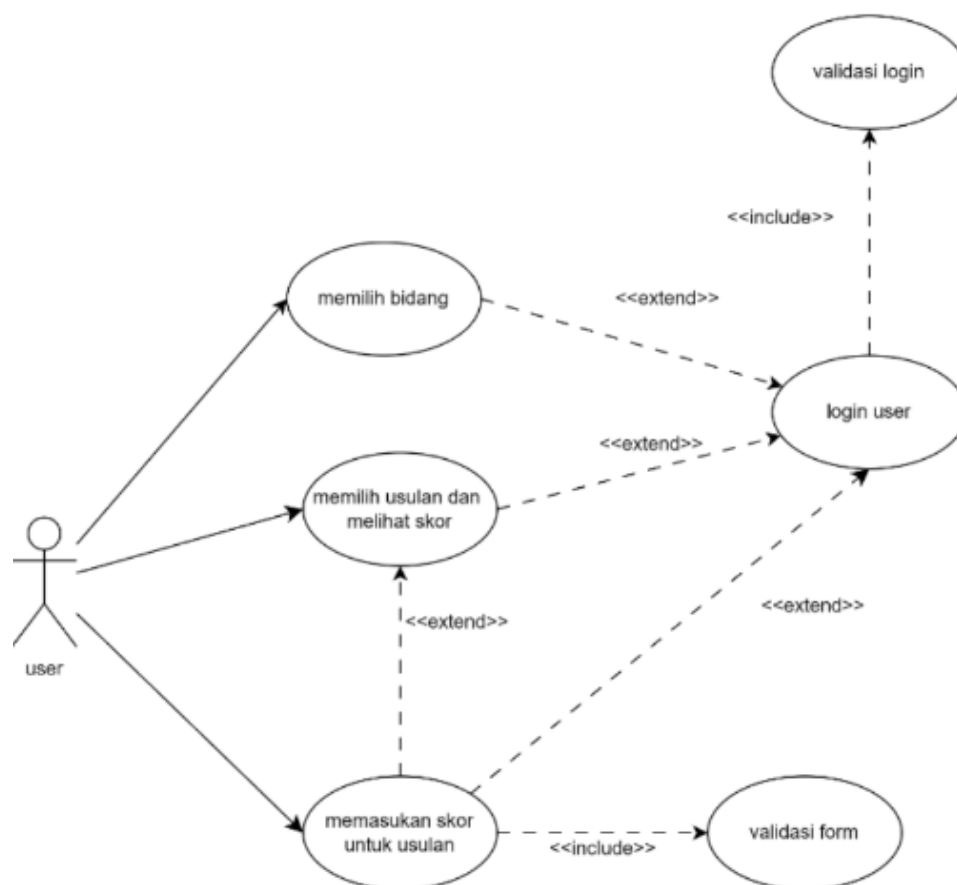 validasi login
<<include>>
memilih bidang
<<extend>>
login user
<<extend>>
memilih usulan dan
melihat skor
<<extend>>
<<extend>>
user
memasukan skor
untuk usulan
<<include>>
validasi form